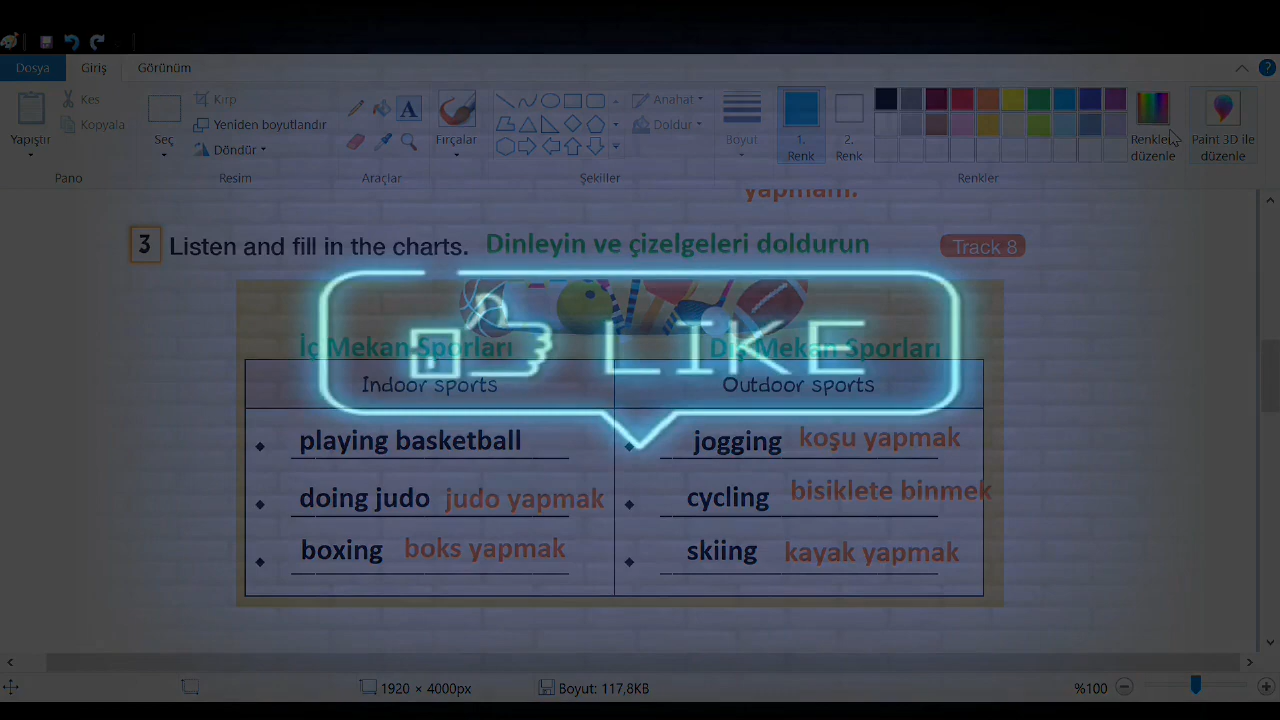 Dosya Giriş Görünüm
Kes
Kopyala
Yapıştır
Pano
Seç
Kırp
Yeniden boyutlandır
Döndür
Resim
Araçlar
Fırçalar
Şekiller
Anahat
Doldur
Boyut
1. Renk
2. Renk
Renkleri düzenle
Paint 3D ile düzenle
Renkler
yapmam.
3 Listen and fill in the charts. Dinleyin ve çizelgeleri doldurun Track 8
LIKE
İç Mekan Sporları Dış Mekan Sporları
Indoor sports Outdoor sports
playing basketball jogging koşu yapmak
doing judo judo yapmak cycling bisiklete binmek
boxing boks yapmak skiing kayak yapmak
1920 × 4000px Boyut: 117,8KB %100